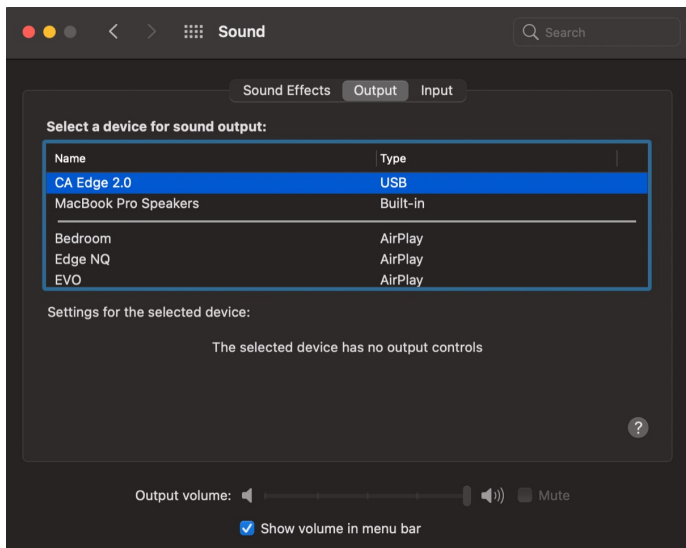 Sound
Search
Sound Effects Output Input
Select a device for sound output:
Name Type
CA Edge 2.0 USB
MacBook Pro Speakers Built-in
Bedroom AirPlay
Edge NQ AirPlay
EVO AirPlay
Settings for the selected device:
The selected device has no output controls
?
Output volume: Mute
Show volume in menu bar